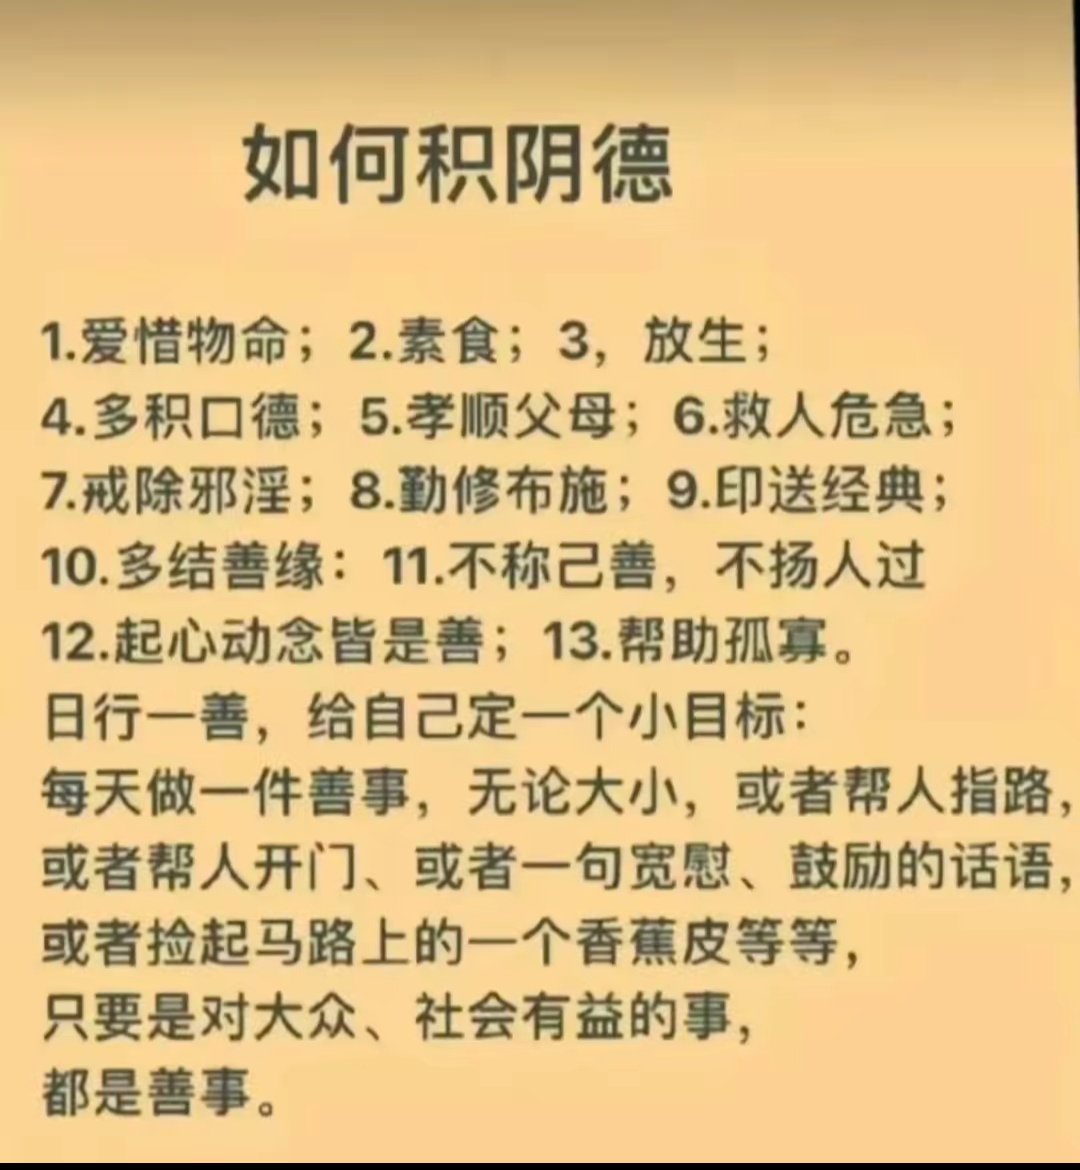 如何积阴德
1.爱惜物命；2.素食；3，放生；
4.多积口德；5.孝顺父母；6.救人危急；
7.戒除邪淫；8.勤修布施；9.印送经典；
10.多结善缘：11.不称己善，不扬人过
12.起心动念皆是善；13.帮助孤寡。
日行一善，给自己定一个小目标：
每天做一件善事，无论大小，或者帮人指路，
或者帮人开门、或者一句宽慰、鼓励的话语，
或者捡起马路上的一个香蕉皮等等，
只要是对大众、社会有益的事，
都是善事。